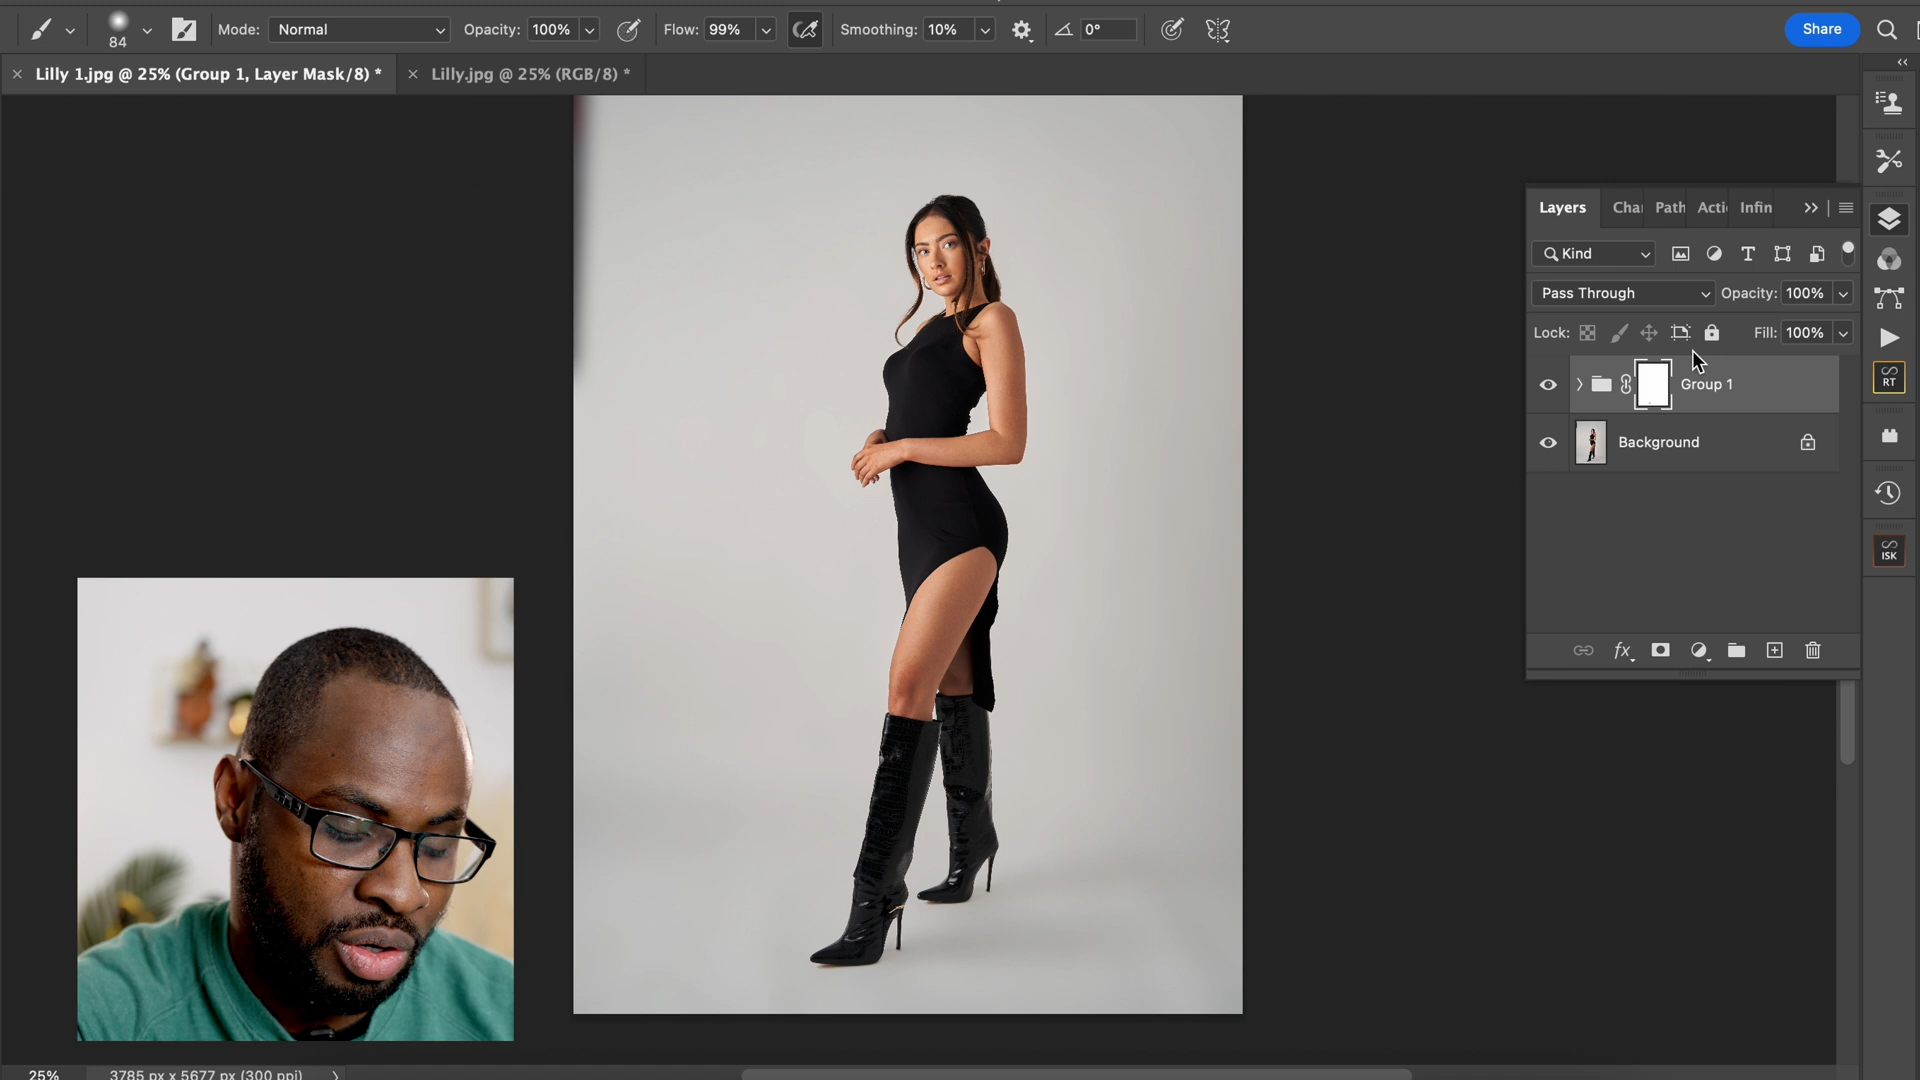 84
Mode: Normal
Opacity: 100%
Flow: 99%
Smoothing: 10%
0°
Share
Lilly 1.jpg @ 25% (Group 1, Layer Mask/8) *
Lilly.jpg @ 25% (RGB/8) *
Layers
Char
Path
Acti
Infin
Kind
Pass Through
Opacity: 100%
Lock:
Fill: 100%
Group 1
Background
RT
ISK
fx
25%
3785 px x 5677 px (300 ppi)